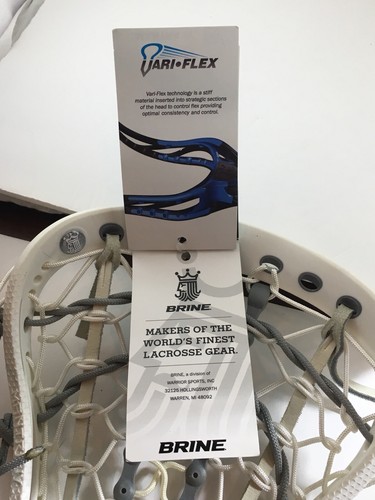 VARI•FLEX
Vari-Flex technology is a stiff
material inserted into strategic sections
of the head to control flex providing
optimal consistency and control.
BRINE
MAKERS OF THE
WORLD'S FINEST
LACROSSE GEAR.
BRINE, a division of
WARRIOR SPORTS, INC
32125 HOLLINGSWORTH
WARREN, MI 48092
BRINE